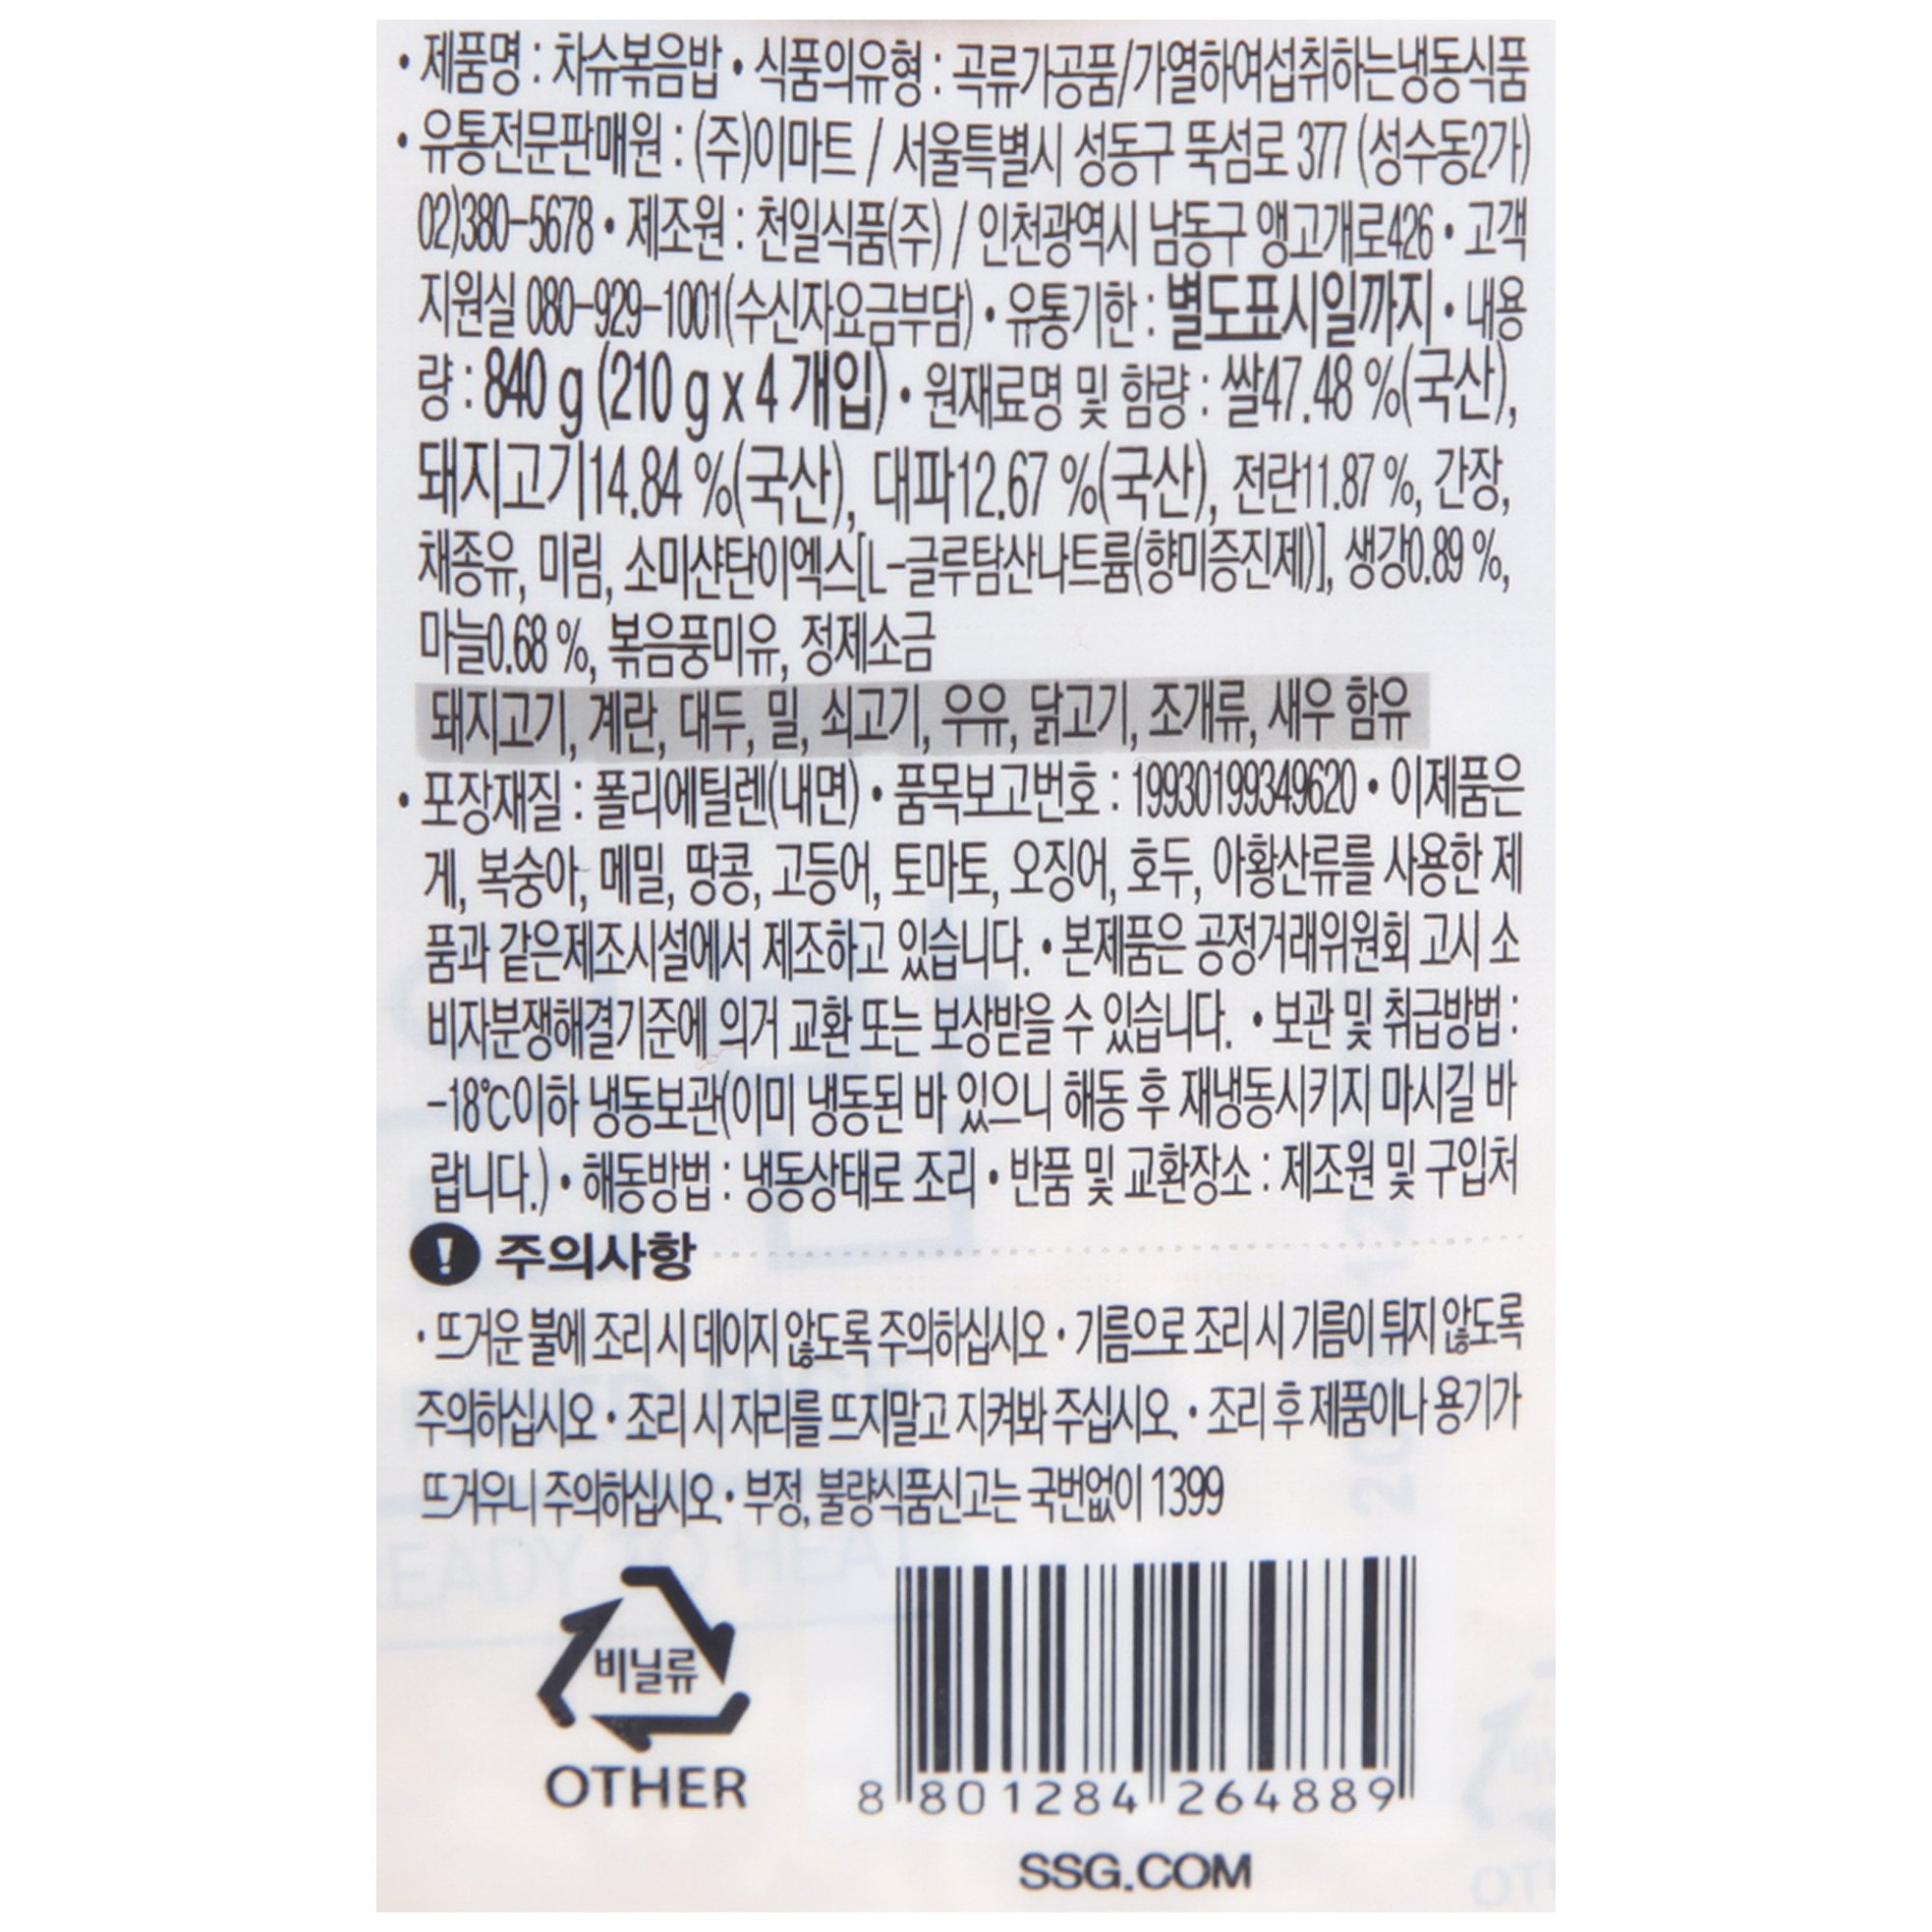 • 제품명 : 차슈볶음밥 • 식품의유형 : 곡류가공품/가열하여섭취하는냉동식품
• 유통전문판매원 : (주)이마트 / 서울특별시 성동구 뚝섬로 377 (성수동2가)
02)380-5678 • 제조원 : 천일식품(주) / 인천광역시 남동구 앵고개로426 • 고객
지원실 080-929-1001(수신자요금부담) • 유통기한 : 별도표시일까지 • 내용
량 : 840 g (210 g x 4 개입) • 원재료명 및 함량 : 쌀47.48 %(국산),
돼지고기14.84 %(국산), 대파12.67 %(국산), 전란11.87 %, 간장,
채종유, 미림, 소미샨탄이엑스[L-글루탐산나트륨(향미증진제)], 생강0.89 %,
마늘0.68 %, 볶음풍미유, 정제소금
돼지고기, 계란, 대두, 밀, 쇠고기, 우유, 닭고기, 조개류, 새우 함유
• 포장재질 : 폴리에틸렌(내면) • 품목보고번호 : 19930199349620 • 이제품은
게, 복숭아, 메밀, 땅콩, 고등어, 토마토, 오징어, 호두, 아황산류를 사용한 제
품과 같은제조시설에서 제조하고 있습니다. • 본제품은 공정거래위원회 고시 소
비자분쟁해결기준에 의거 교환 또는 보상받을 수 있습니다. • 보관 및 취급방법 :
-18℃이하 냉동보관(이미 냉동된 바 있으니 해동 후 재냉동시키지 마시길 바
랍니다.) • 해동방법 : 냉동상태로 조리 • 반품 및 교환장소 : 제조원 및 구입처
! 주의사항
• 뜨거운 불에 조리 시 데이지 않도록 주의하십시오 • 기름으로 조리 시 기름이 튀지 않도록
주의하십시오 • 조리 시 자리를 뜨지말고 지켜봐 주십시오. • 조리 후 제품이나 용기가
뜨거우니 주의하십시오. • 부정, 불량식품신고는 국번없이 1399
비닐류
OTHER
8 801284 264889
SSG.COM